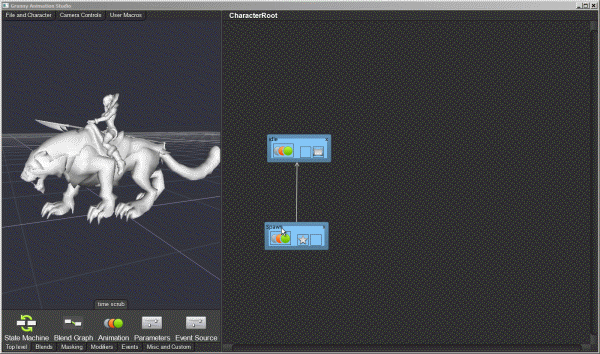 Granny Animation Studio
File and Character Camera Controls User Macros
CharacterRoot
idle
Spawn
time scrub
State Machine Blend Graph Animation Parameters Event Source
Top level Blends Masking Modifiers Events Misc and Custom